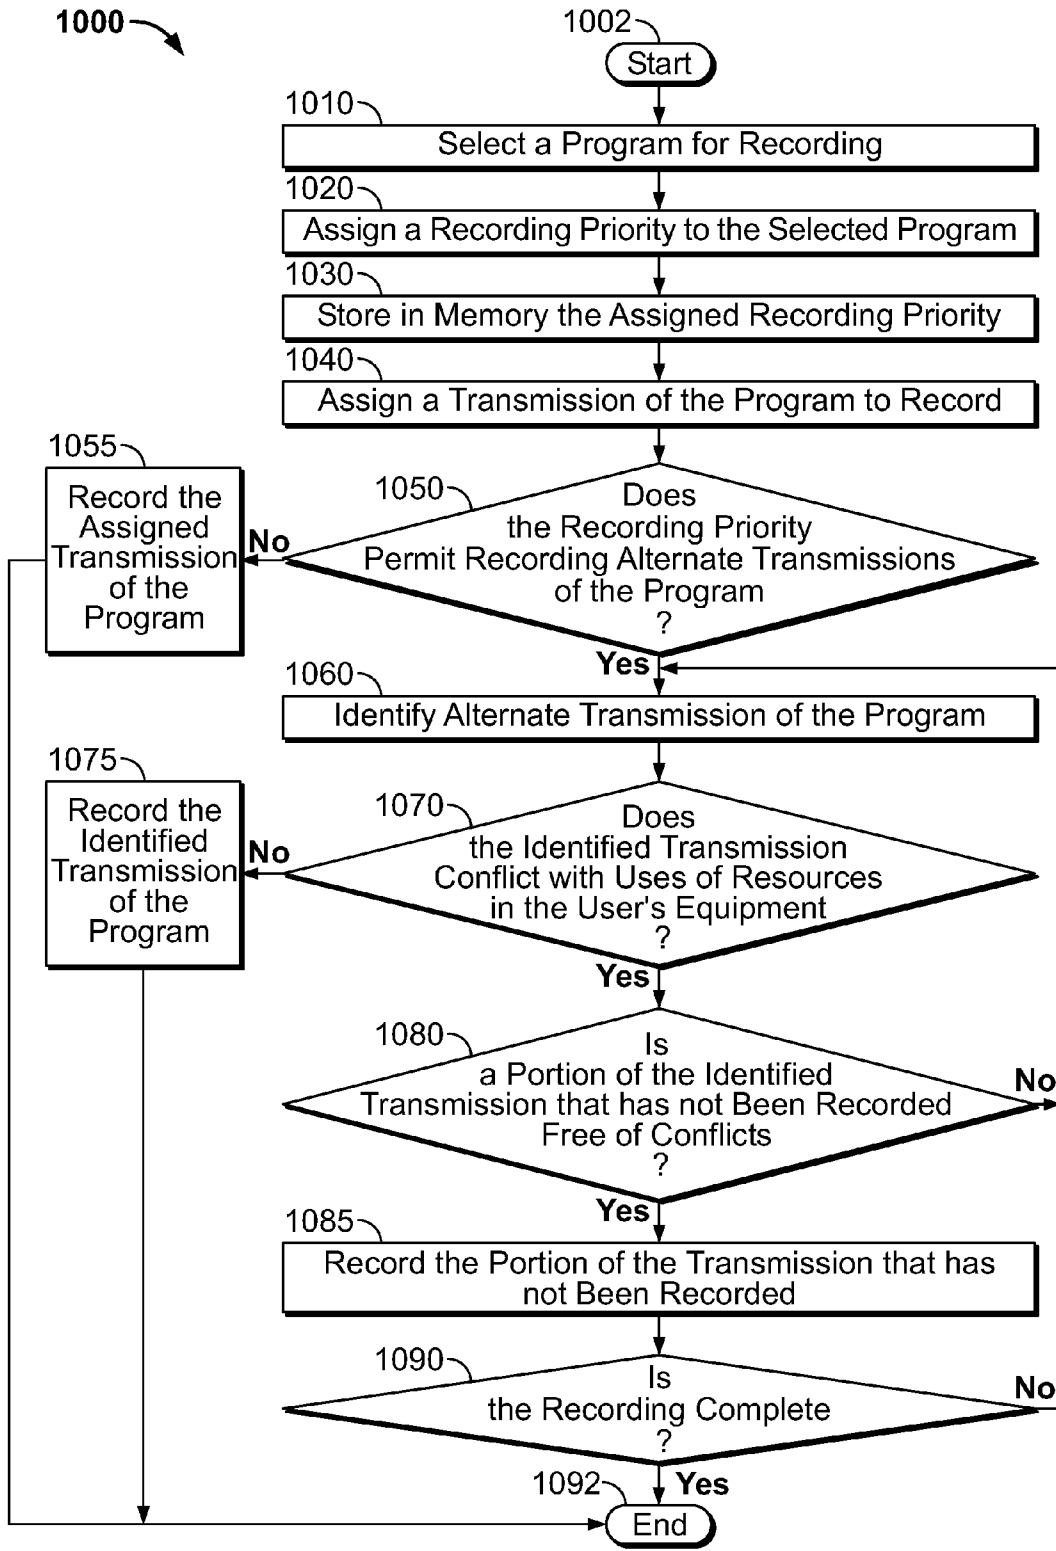 1000
1002
Start
1010
Select a Program for Recording
1020
Assign a Recording Priority to the Selected Program
1030
Store in Memory the Assigned Recording Priority
1040
Assign a Transmission of the Program to Record
1055
Record the
Assigned
Transmission
of the
Program
No
1050
Does
the Recording Priority
Permit Recording Alternate Transmissions
of the Program
?
Yes
1060
Identify Alternate Transmission of the Program
1075
Record the
Identified
Transmission
of the
Program
No
1070
Does
the Identified Transmission
Conflict with Uses of Resources
in the User's Equipment
?
Yes
1080
Is
a Portion of the Identified
Transmission that has not Been Recorded
Free of Conflicts
?
No
Yes
1085
Record the Portion of the Transmission that has
not Been Recorded
1090
Is
the Recording Complete
?
No
Yes
1092
End